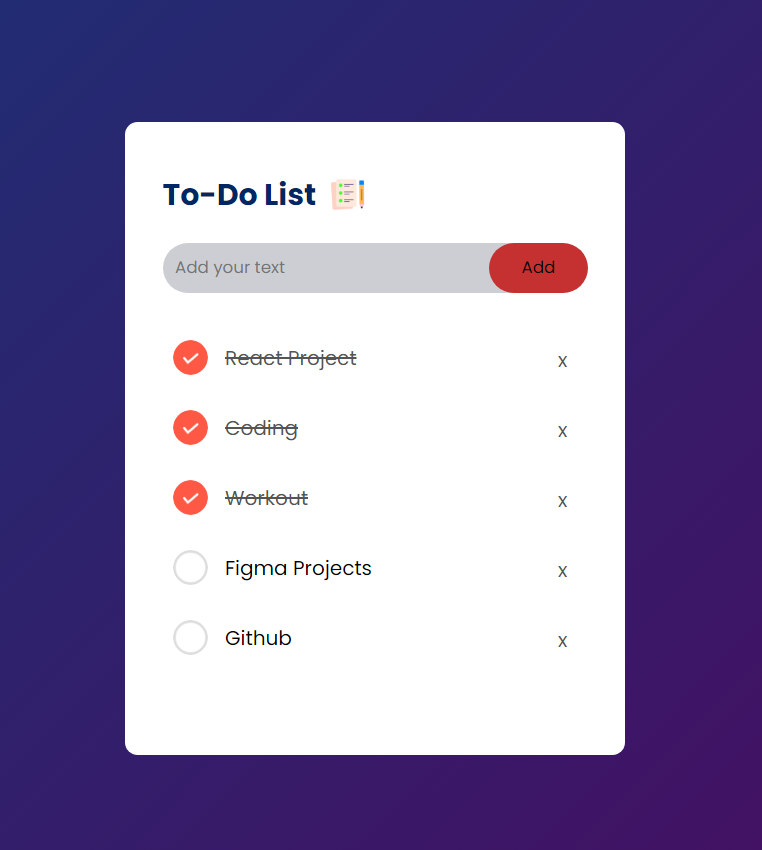 To-Do List
Add your text Add
React Project x
Coding x
Workout x
Figma Projects x
Github x